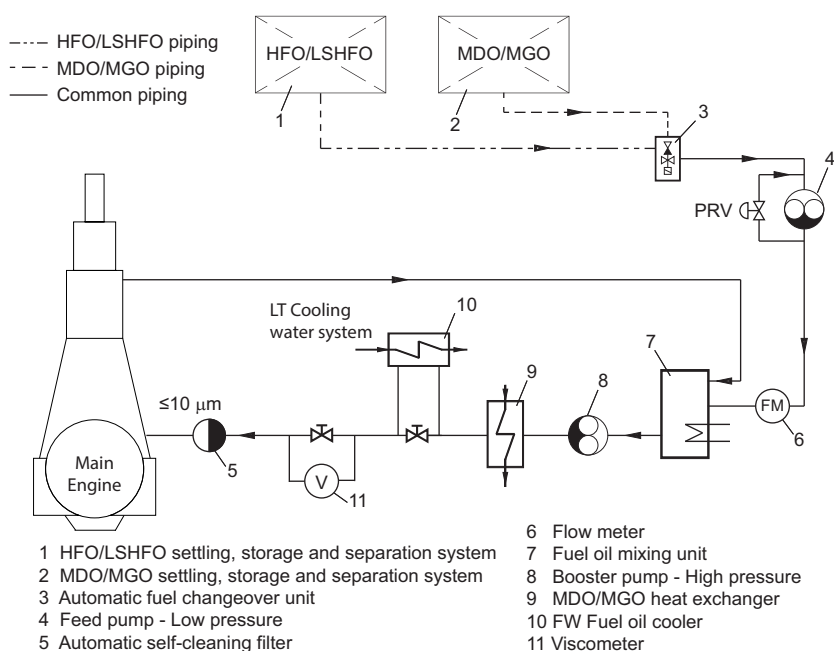 HFO/LSHFO piping
MDO/MGO piping
Common piping
HFO/LSHFO
MDO/MGO
1
2
3
4
PRV
LT Cooling
water system
10
7
9
8
≤10 μm
FM
6
Main
Engine
5
V
11
1 HFO/LSHFO settling, storage and separation system
2 MDO/MGO settling, storage and separation system
3 Automatic fuel changeover unit
4 Feed pump - Low pressure
5 Automatic self-cleaning filter
6 Flow meter
7 Fuel oil mixing unit
8 Booster pump - High pressure
9 MDO/MGO heat exchanger
10 FW Fuel oil cooler
11 Viscometer